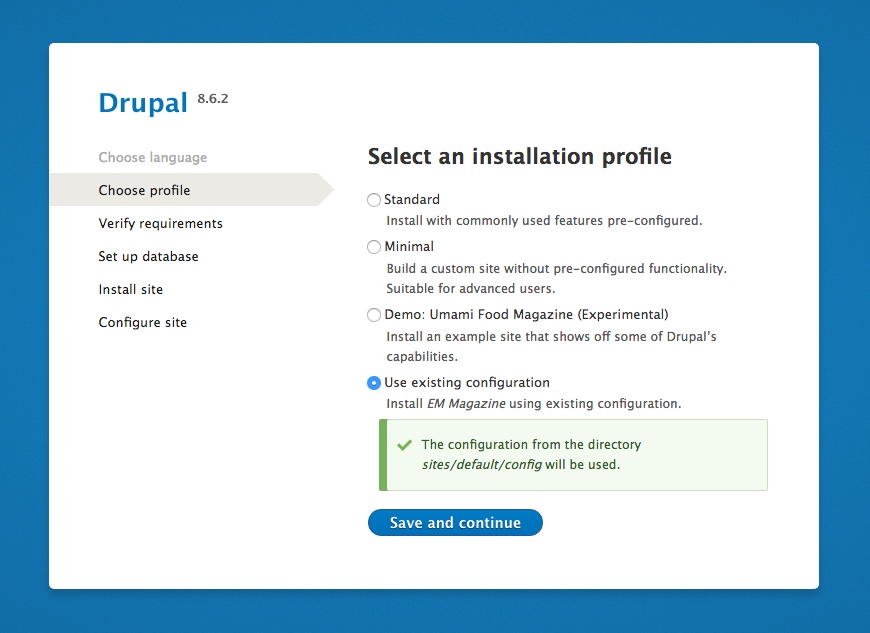 Drupal 8.6.2
Choose language
Choose profile
Verify requirements
Set up database
Install site
Configure site
Select an installation profile
Standard
Install with commonly used features pre-configured.
Minimal
Build a custom site without pre-configured functionality.
Suitable for advanced users.
Demo: Umami Food Magazine (Experimental)
Install an example site that shows off some of Drupal’s
capabilities.
Use existing configuration
Install EM Magazine using existing configuration.
The configuration from the directory
sites/default/config will be used.
Save and continue